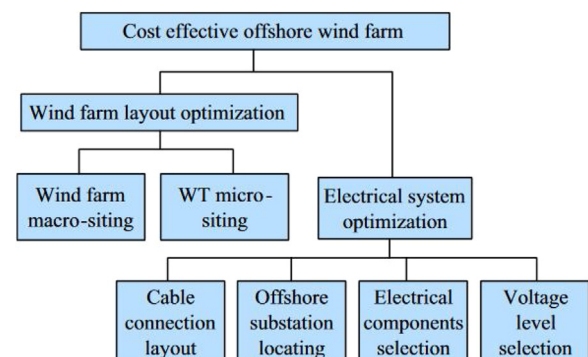 Cost effective offshore wind farm
Wind farm layout optimization
Wind farm
macro-siting
WT micro-
siting
Electrical system
optimization
Cable
connection
layout
Offshore
substation
locating
Electrical
components
selection
Voltage
level
selection